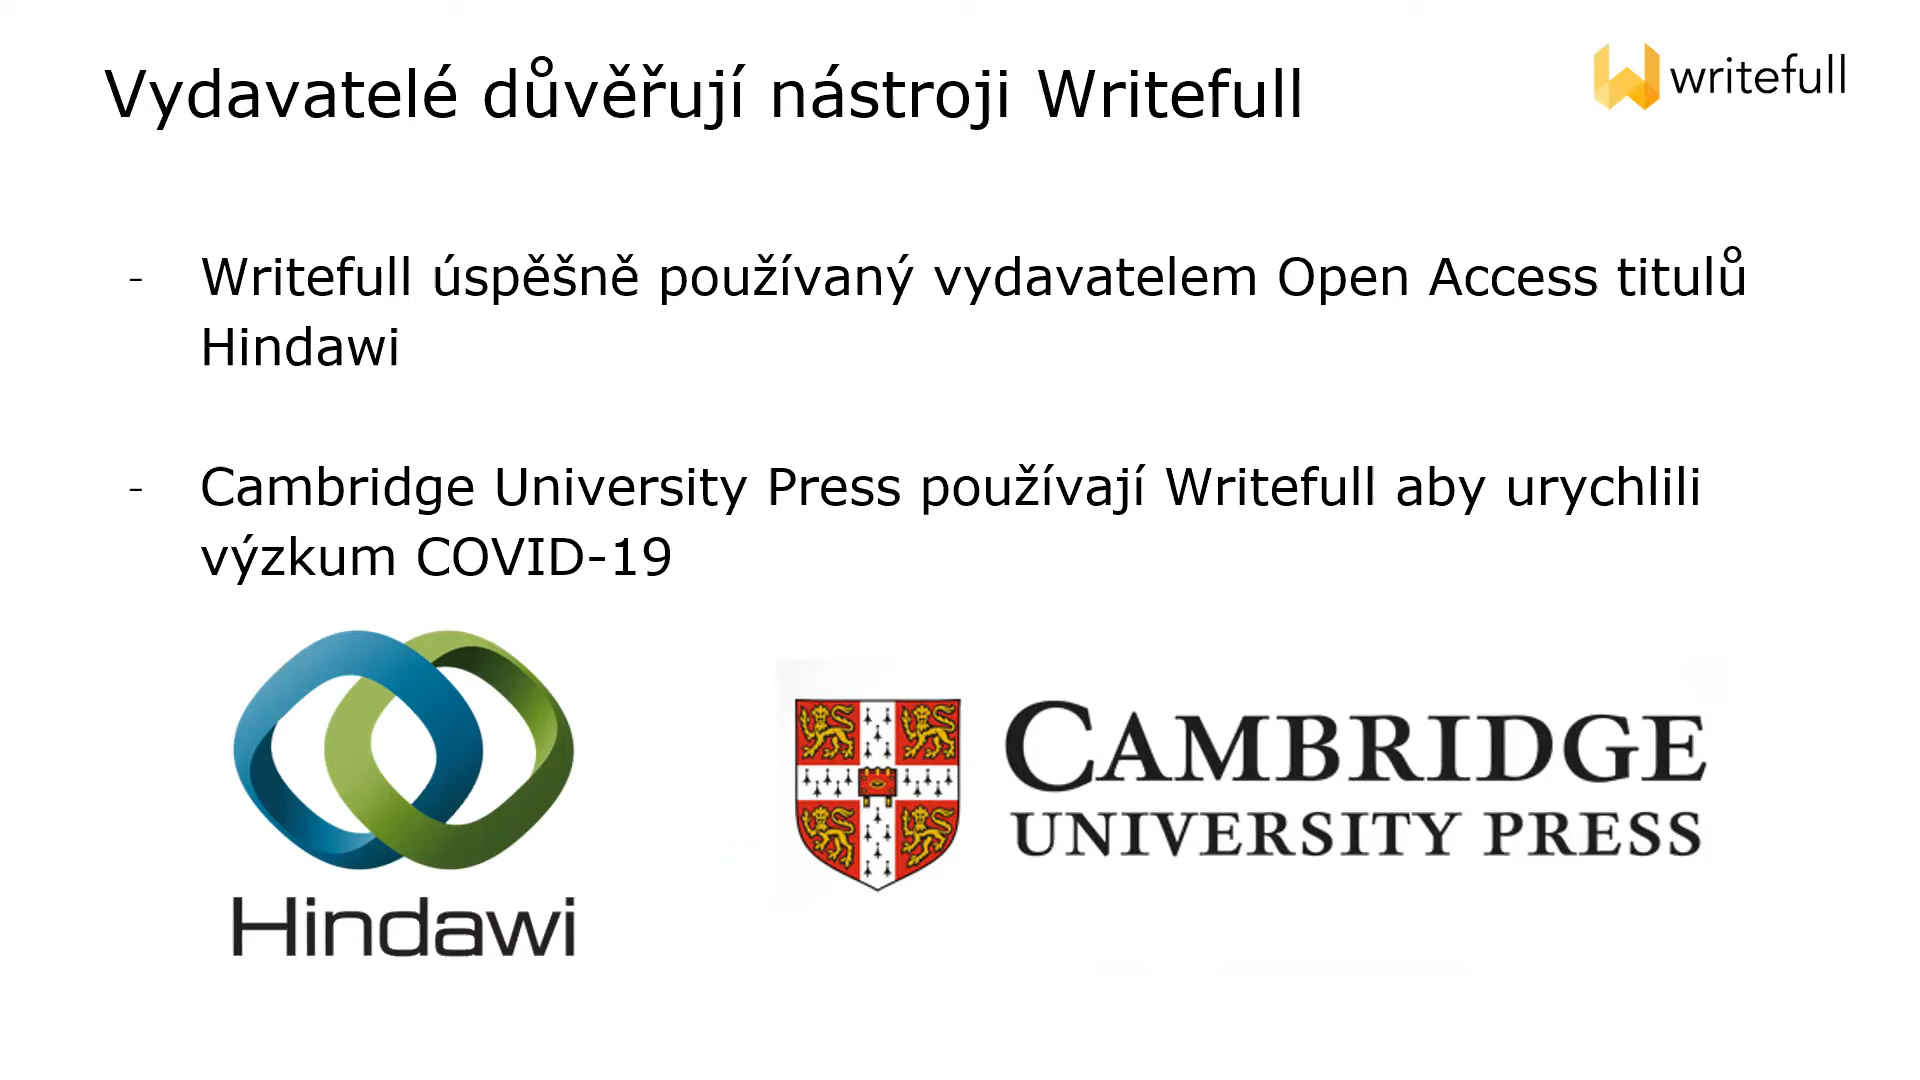 Vydavatelé důvěřují nástroji Writefull
writefull
- Writefull úspěšně používaný vydavatelem Open Access titulů
Hindawi
- Cambridge University Press používají Writefull aby urychlili
výzkum COVID-19
Hindawi
CAMBRIDGE
UNIVERSITY PRESS